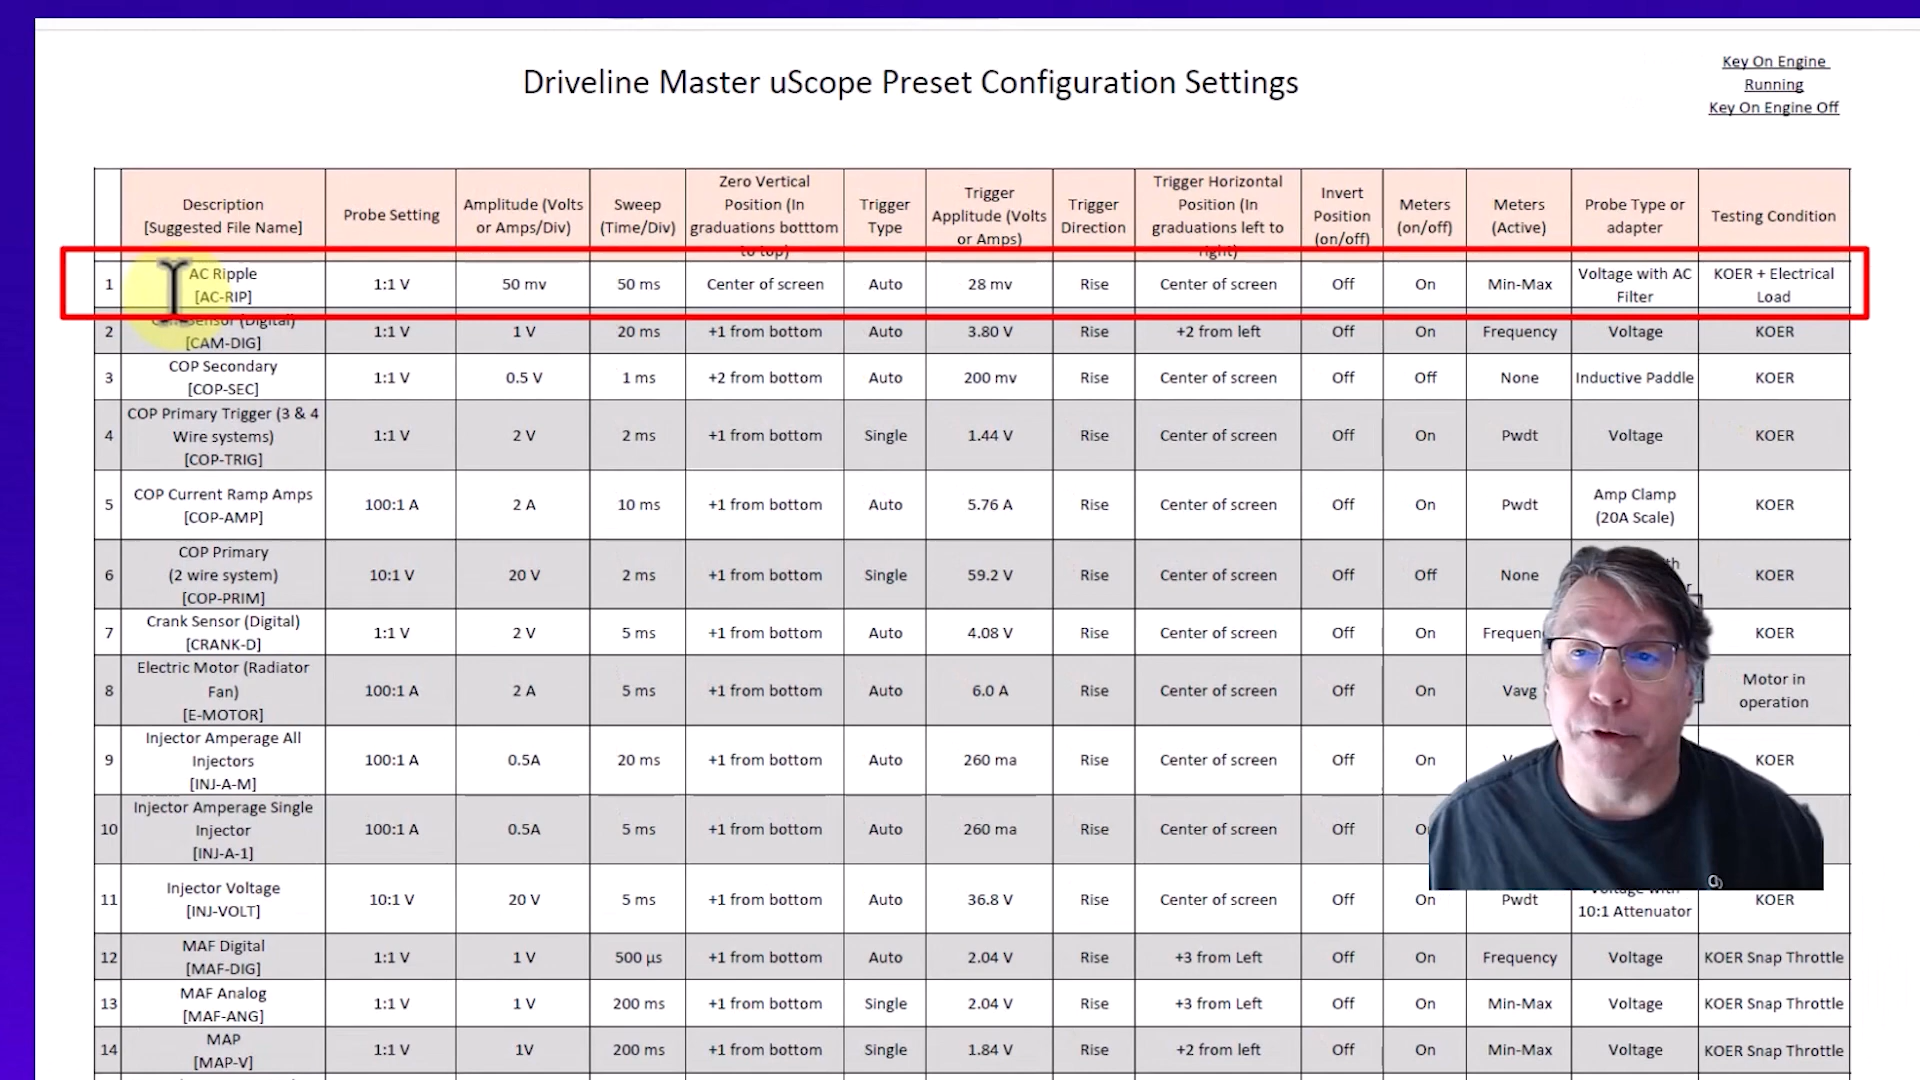 Driveline Master uScope Preset Configuration Settings
Key On Engine
Running
Key On Engine Off
Description
[Suggested File Name]
Probe Setting
Amplitude (Volts
or Amps/Div)
Sweep
(Time/Div)
Zero Vertical
Position (In
graduations botttom
to top)
Trigger
Type
Trigger
Applitude (Volts
or Amps)
Trigger
Direction
Trigger Horizontal
Position (In
graduations left to
right)
Invert
Position
(on/off)
Meters
(on/off)
Meters
(Active)
Probe Type or
adapter
Testing Condition
1
AC Ripple
[AC-RIP]
1:1 V
50 mv
50 ms
Center of screen
Auto
28 mv
Rise
Center of screen
Off
On
Min-Max
Voltage with AC
Filter
KOER + Electrical
Load
2
Sensor (Digital)
[CAM-DIG]
1:1 V
1 V
20 ms
+1 from bottom
Auto
3.80 V
Rise
+2 from left
Off
On
Frequency
Voltage
KOER
3
COP Secondary
[COP-SEC]
1:1 V
0.5 V
1 ms
+2 from bottom
Auto
200 mv
Rise
Center of screen
Off
Off
None
Inductive Paddle
KOER
4
COP Primary Trigger (3 & 4
Wire systems)
[COP-TRIG]
1:1 V
2 V
2 ms
+1 from bottom
Single
1.44 V
Rise
Center of screen
Off
On
Pwdt
Voltage
KOER
5
COP Current Ramp Amps
[COP-AMP]
100:1 A
2 A
10 ms
+1 from bottom
Auto
5.76 A
Rise
Center of screen
Off
On
Pwdt
Amp Clamp
(20A Scale)
KOER
6
COP Primary
(2 wire system)
[COP-PRIM]
10:1 V
20 V
2 ms
+1 from bottom
Single
59.2 V
Rise
Center of screen
Off
Off
None
KOER
7
Crank Sensor (Digital)
[CRANK-D]
1:1 V
2 V
5 ms
+1 from bottom
Auto
4.08 V
Rise
Center of screen
Off
On
Frequen
KOER
8
Electric Motor (Radiator
Fan)
[E-MOTOR]
100:1 A
2 A
5 ms
+1 from bottom
Auto
6.0 A
Rise
Center of screen
Off
On
Vavg
Motor in
operation
9
Injector Amperage All
Injectors
[INJ-A-M]
100:1 A
0.5A
20 ms
+1 from bottom
Auto
260 ma
Rise
Center of screen
Off
On
KOER
10
Injector Amperage Single
Injector
[INJ-A-1]
100:1 A
0.5A
5 ms
+1 from bottom
Auto
260 ma
Rise
Center of screen
Off
11
Injector Voltage
[INJ-VOLT]
10:1 V
20 V
5 ms
+1 from bottom
Auto
36.8 V
Rise
Center of screen
Off
On
Pwdt
Voltage with
10:1 Attenuator
KOER
12
MAF Digital
[MAF-DIG]
1:1 V
1 V
500 µs
+1 from bottom
Auto
2.04 V
Rise
+3 from Left
Off
On
Frequency
Voltage
KOER Snap Throttle
13
MAF Analog
[MAF-ANG]
1:1 V
1 V
200 ms
+1 from bottom
Single
2.04 V
Rise
+3 from Left
Off
On
Min-Max
Voltage
KOER Snap Throttle
14
MAP
[MAP-V]
1:1 V
1V
200 ms
+1 from bottom
Single
1.84 V
Rise
+2 from left
Off
On
Min-Max
Voltage
KOER Snap Throttle